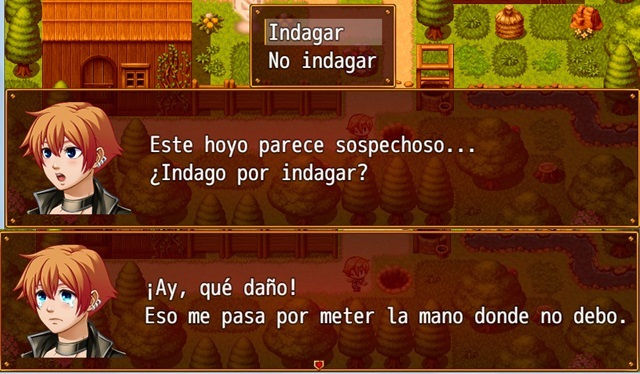 Indagar
No indagar
Este hoyo parece sospechoso...
¿Indago por indagar?
¡Ay, qué daño!
Eso me pasa por meter la mano donde no debo.